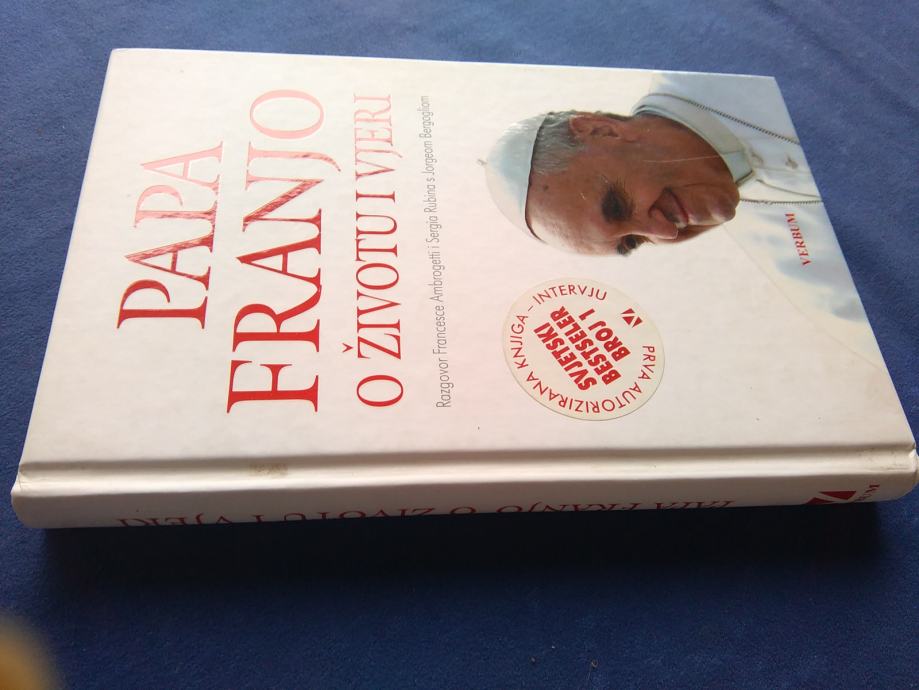 PAPA
FRANJO
O ŽIVOTU I VJERI
Razgovor Francesce Ambrogetti i Sergia Rubina s Jorgeom Bergogliom
PRVA AUTORIZIRANA KNJIGA – INTERVJU
SVJETSKI
BESTSELER
BROJ 1
VERBUM
PAPA FRANJO O ŽIVOTU I VJERI